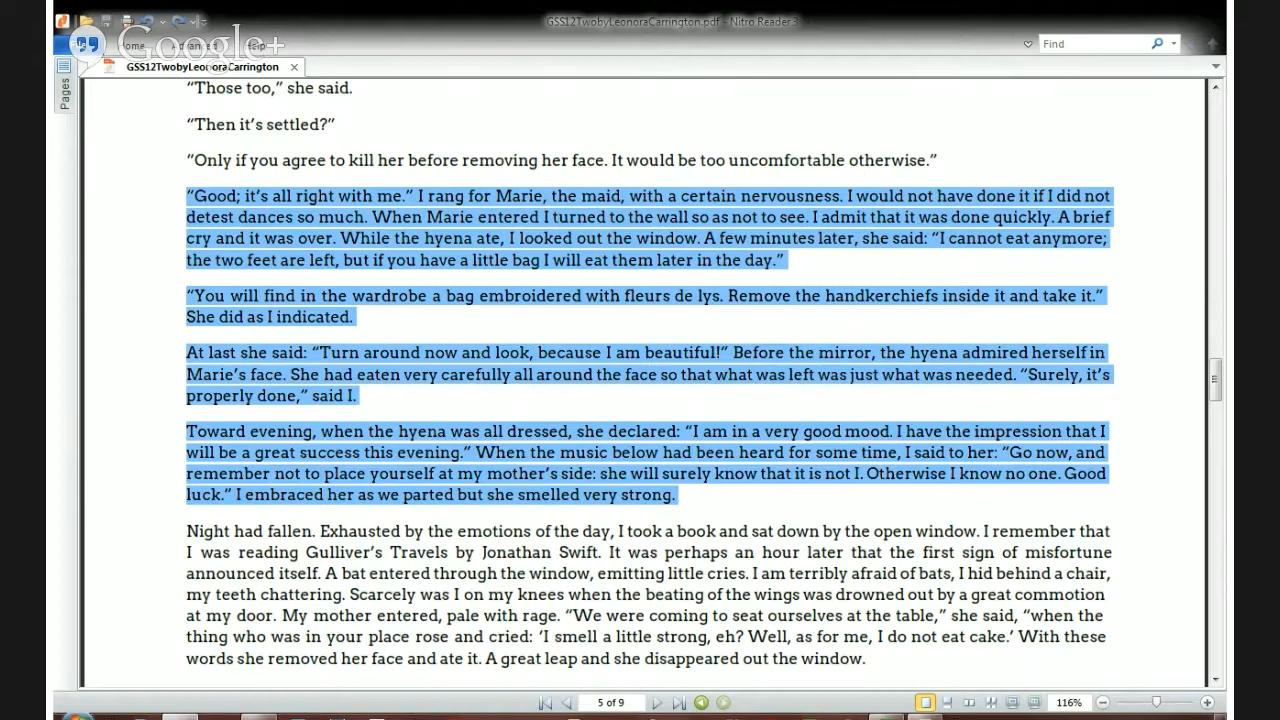 GSS12TwobyLeonoraCarrington.pdf - Nitro Reader 3
Google+
File Home Advanced Help
Find
GSS12TwobyLeonoraCarrington
Pages
“Those too,” she said.
“Then it’s settled?”
“Only if you agree to kill her before removing her face. It would be too uncomfortable otherwise.”
“Good; it’s all right with me.” I rang for Marie, the maid, with a certain nervousness. I would not have done it if I did not
detest dances so much. When Marie entered I turned to the wall so as not to see. I admit that it was done quickly. A brief
cry and it was over. While the hyena ate, I looked out the window. A few minutes later, she said: “I cannot eat anymore;
the two feet are left, but if you have a little bag I will eat them later in the day.”
“You will find in the wardrobe a bag embroidered with fleurs de lys. Remove the handkerchiefs inside it and take it.”
She did as I indicated.
At last she said: “Turn around now and look, because I am beautiful!” Before the mirror, the hyena admired herself in
Marie’s face. She had eaten very carefully all around the face so that what was left was just what was needed. “Surely, it’s
properly done,” said I.
Toward evening, when the hyena was all dressed, she declared: “I am in a very good mood. I have the impression that I
will be a great success this evening.” When the music below had been heard for some time, I said to her: “Go now, and
remember not to place yourself at my mother’s side: she will surely know that it is not I. Otherwise I know no one. Good
luck.” I embraced her as we parted but she smelled very strong.
Night had fallen. Exhausted by the emotions of the day, I took a book and sat down by the open window. I remember that
I was reading Gulliver’s Travels by Jonathan Swift. It was perhaps an hour later that the first sign of misfortune
announced itself. A bat entered through the window, emitting little cries. I am terribly afraid of bats, I hid behind a chair,
my teeth chattering. Scarcely was I on my knees when the beating of the wings was drowned out by a great commotion
at my door. My mother entered, pale with rage. “We were coming to seat ourselves at the table,” she said, “when the
thing who was in your place rose and cried: ‘I smell a little strong, eh? Well, as for me, I do not eat cake.’ With these
words she removed her face and ate it. A great leap and she disappeared out the window.
5 of 9
116%